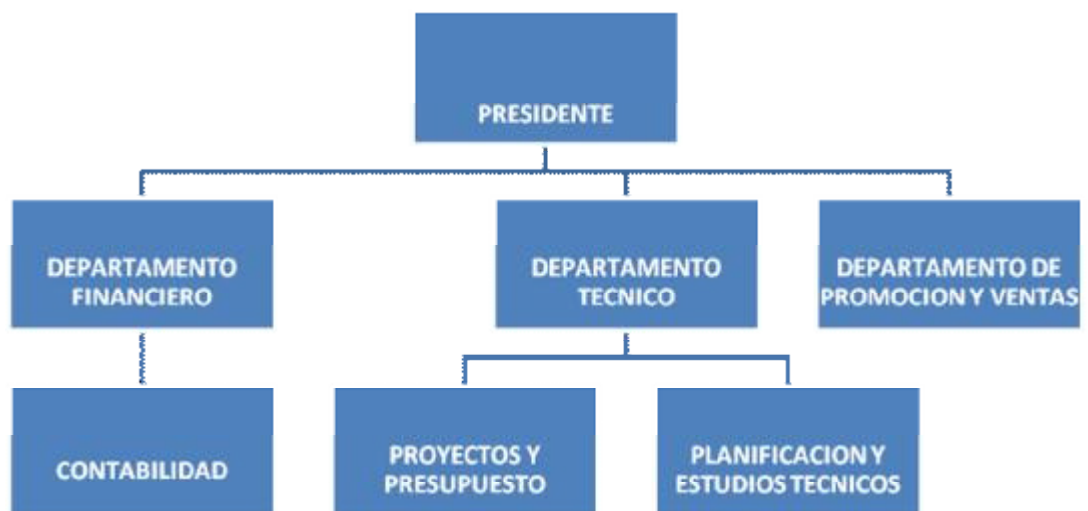 PRESIDENTE
DEPARTAMENTO
FINANCIERO
DEPARTAMENTO
TECNICO
DEPARTAMENTO DE
PROMOCION Y VENTAS
CONTABILIDAD
PROYECTOS Y
PRESUPUESTO
PLANIFICACION Y
ESTUDIOS TECNICOS